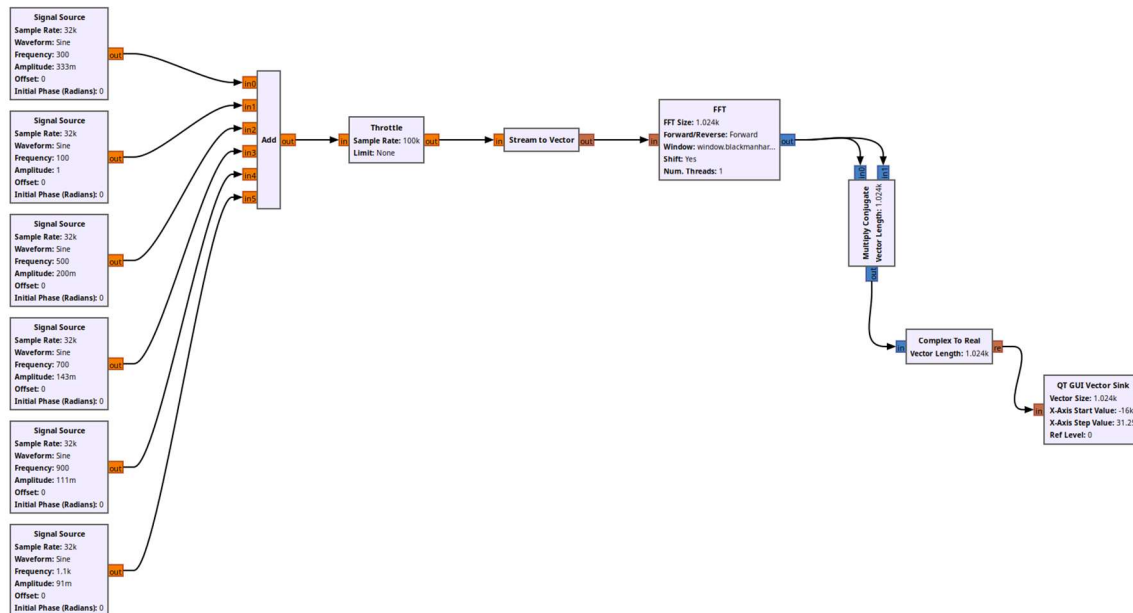 Signal Source
Sample Rate: 32k
Waveform: Sine
Frequency: 300
Amplitude: 333m
Offset: 0
Initial Phase (Radians): 0
out
Signal Source
Sample Rate: 32k
Waveform: Sine
Frequency: 100
Amplitude: 1
Offset: 0
Initial Phase (Radians): 0
out
Signal Source
Sample Rate: 32k
Waveform: Sine
Frequency: 500
Amplitude: 200m
Offset: 0
Initial Phase (Radians): 0
out
Signal Source
Sample Rate: 32k
Waveform: Sine
Frequency: 700
Amplitude: 143m
Offset: 0
Initial Phase (Radians): 0
out
Signal Source
Sample Rate: 32k
Waveform: Sine
Frequency: 900
Amplitude: 111m
Offset: 0
Initial Phase (Radians): 0
out
Signal Source
Sample Rate: 32k
Waveform: Sine
Frequency: 1.1k
Amplitude: 91m
Offset: 0
Initial Phase (Radians): 0
out
in0
in1
in2
in3
in4
in5
Add
out
in
Throttle
Sample Rate: 100k
Limit: None
out
in
Stream to Vector
out
in
FFT
FFT Size: 1.024k
Forward/Reverse: Forward
Window: window.blackmanhar...
Shift: Yes
Num. Threads: 1
out
in0
in1
Multiply Conjugate
Vector Length: 1.024k
out
in
Complex To Real
Vector Length: 1.024k
re
in
QT GUI Vector Sink
Vector Size: 1.024k
X-Axis Start Value: -16k
X-Axis Step Value: 31.25
Ref Level: 0